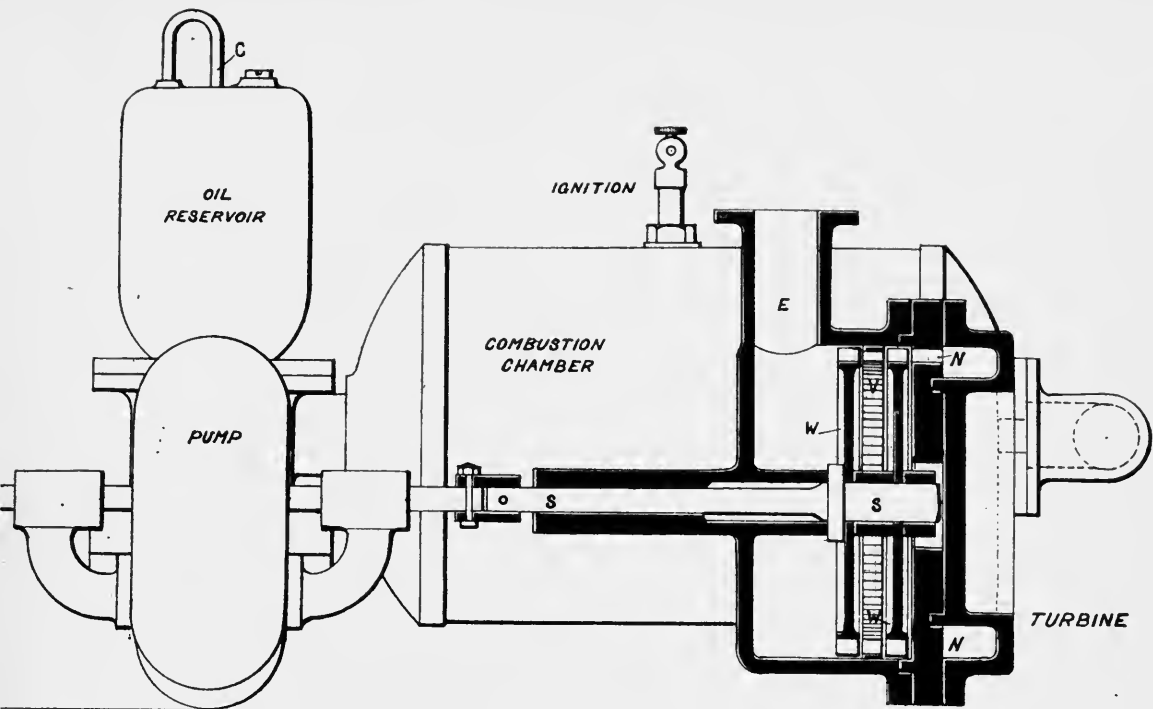 C
OIL
RESERVOIR
IGNITION
E
COMBUSTION
CHAMBER
N
V
W
PUMP
S
S
W
TURBINE
N